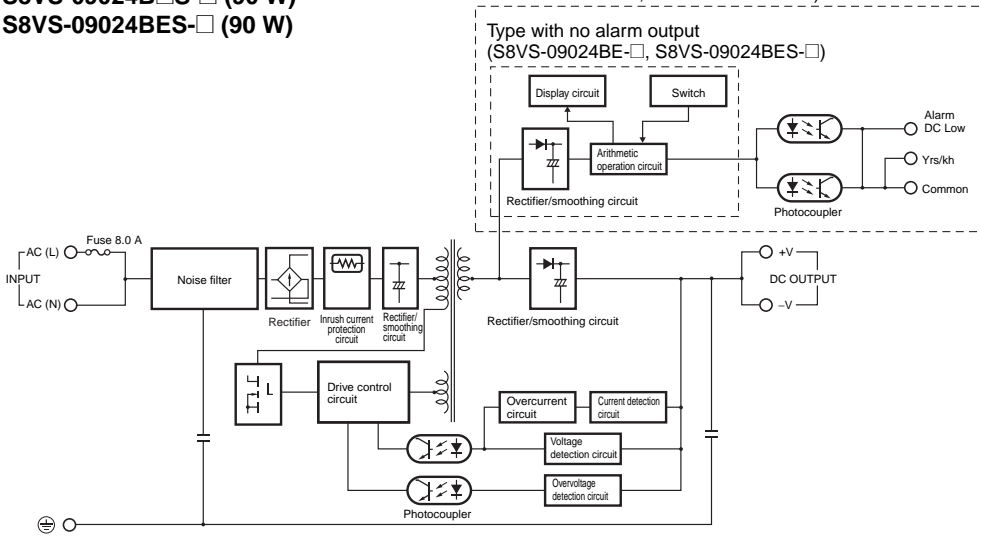 S8VS-09024BES-□ (90 W)
Type with no alarm output
(S8VS-09024BE-□, S8VS-09024BES-□)
Display circuit
Switch
Arithmetic
operation circuit
Rectifier/smoothing circuit
Photocoupler
Alarm
DC Low
Yrs/kh
Common
INPUT
AC (L)
Fuse 8.0 A
AC (N)
Noise filter
Rectifier
Inrush current
protection
circuit
Rectifier/
smoothing
circuit
Rectifier/smoothing circuit
+V
DC OUTPUT
–V
Drive control
circuit
Overcurrent
circuit
Current detection
circuit
Voltage
detection circuit
Overvoltage
detection circuit
Photocoupler